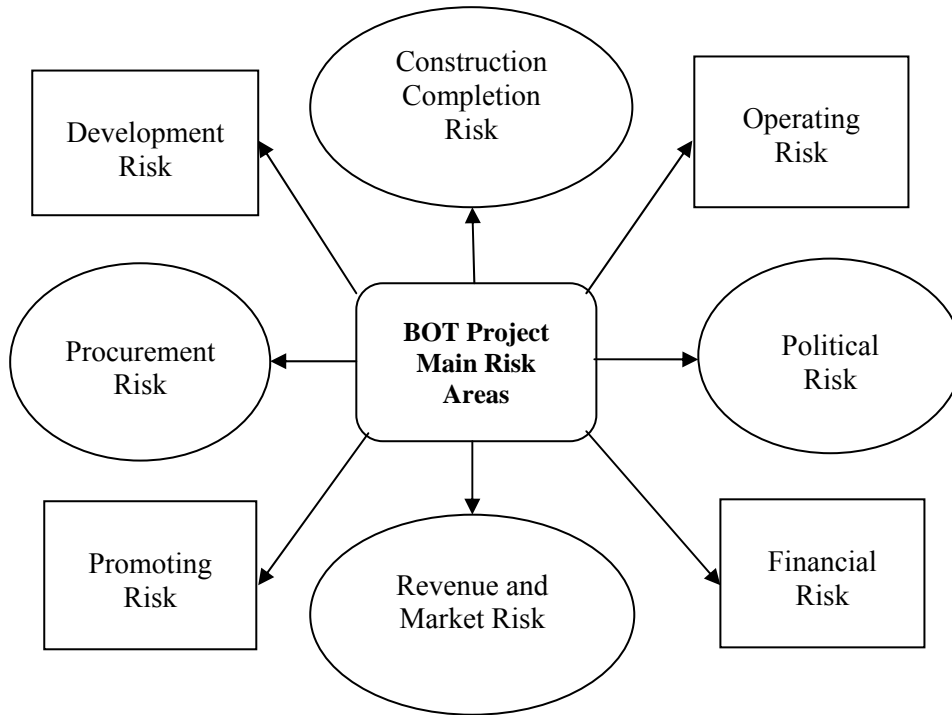 Construction
Completion
Risk
Development
Risk
Operating
Risk
BOT Project
Main Risk
Areas
Procurement
Risk
Political
Risk
Promoting
Risk
Revenue and
Market Risk
Financial
Risk